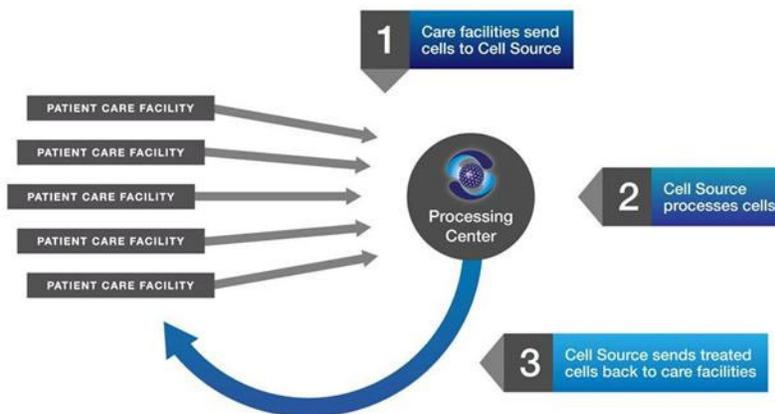 1
Care facilities send
cells to Cell Source
PATIENT CARE FACILITY
PATIENT CARE FACILITY
PATIENT CARE FACILITY
PATIENT CARE FACILITY
PATIENT CARE FACILITY
Processing
Center
2
Cell Source
processes cells
3
Cell Source sends treated
cells back to care facilities